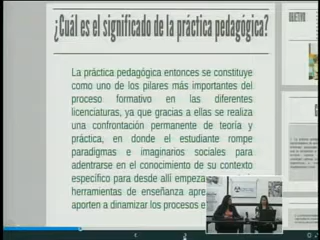 ¿Cuál es el significado de la práctica pedagógica?
OBJETIVO
La práctica pedagógica entonces se constituye
como uno de los pilares más importantes del
proceso formativo en las diferentes
licenciaturas, ya que gracias a ellas se realiza
una confrontación permanente de teoría y
práctica, en donde el estudiante rompe
paradigmas e imaginarios sociales para
adentrarse en el conocimiento de su contexto
específico para desde allí empeza
herramientas de enseñanza apre
aporten a dinamizar los procesos e